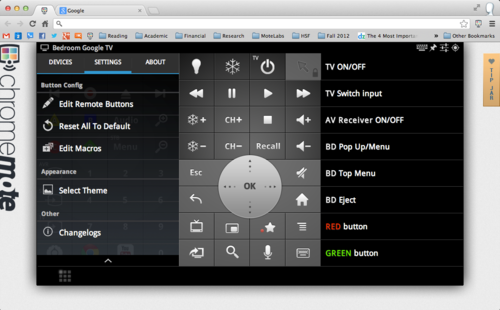 Google
Reading
Academic
Financial
Research
MoteLabs
HSF
Fall 2012
The 4 Most Import...
Other Bookmarks
chromemote
TIP JAR
Bedroom Google TV
DEVICES
SETTINGS
ABOUT
Button Config
Edit Remote Buttons
Reset All To Default
Edit Macros
Appearance
Select Theme
Other
Changelogs
TV
CH+
CH−
Recall
Esc
OK
Menu
TV ON/OFF
TV Switch input
AV Receiver ON/OFF
BD Pop Up/Menu
BD Top Menu
BD Eject
RED button
GREEN button